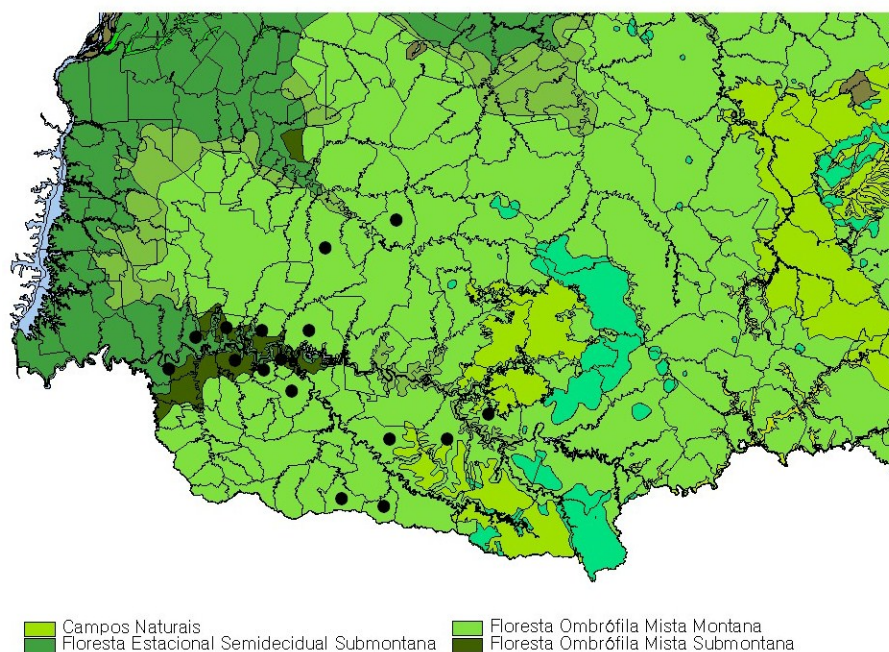 Campos Naturais
Floresta Estacional Semidecidual Submontana
Floresta Ombrófila Mista Montana
Floresta Ombrófila Mista Submontana